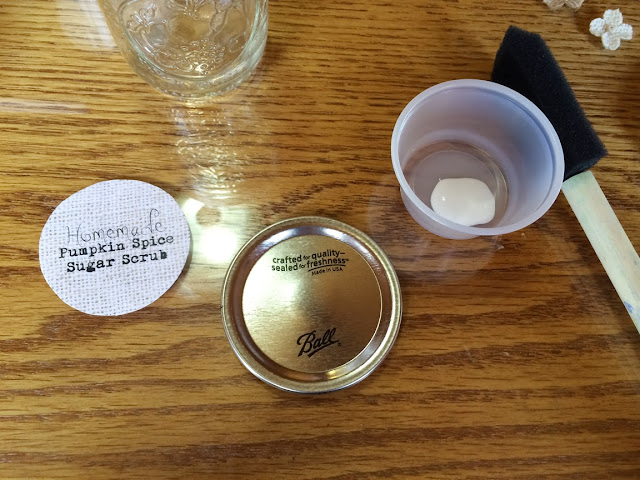 Homemade
Pumpkin Spice
Sugar Scrub
crafted for quality—
sealed for freshness®
Made in USA
Ball®